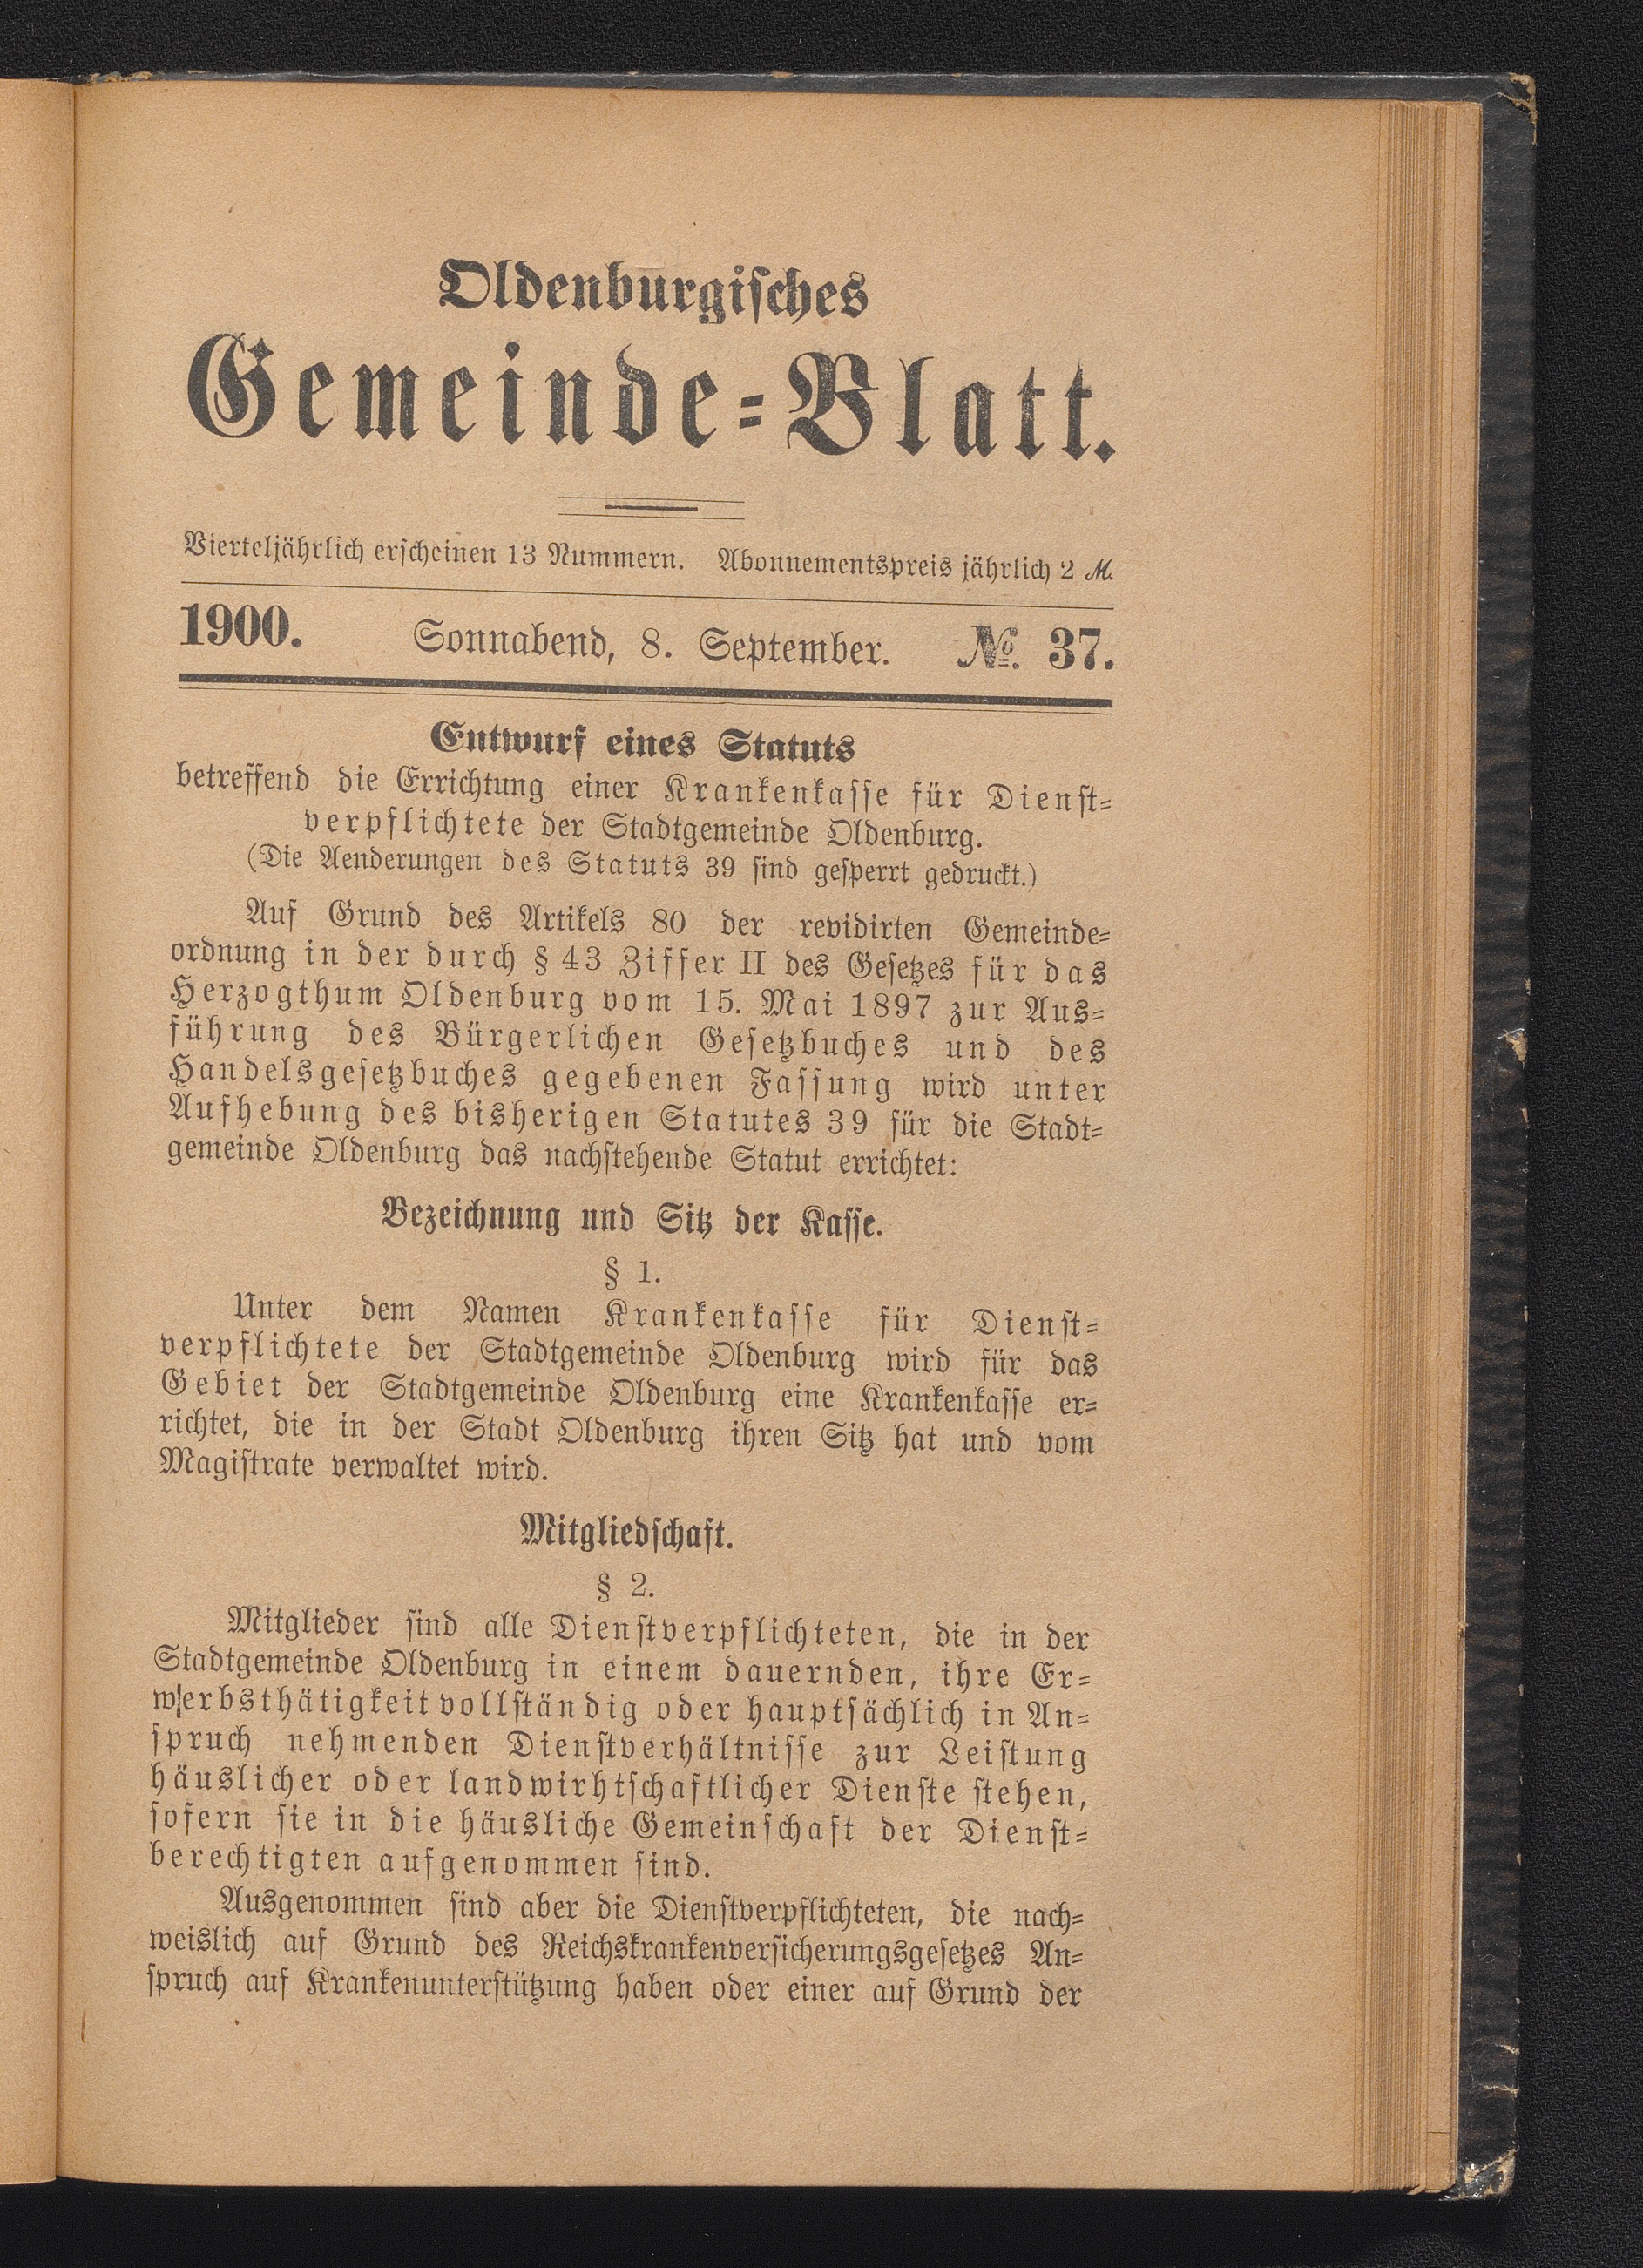 Oldenburgisches
Gemeinde-Blatt.
Vierteljährlich erscheinen 13 Nummern. Abonnementspreis jährlich 2 M.
1900. Sonnabend, 8. September. No. 37.
Entwurf eines Statuts
betreffend die Errichtung einer Krankenkasse für Dienst-
verpflichtete der Stadtgemeinde Oldenburg.
(Die Aenderungen des Statuts 39 sind gesperrt gedruckt.)
Auf Grund des Artikels 80 der revidirten Gemeinde-
ordnung in der durch § 43 Ziffer II des Gesetzes für das
Herzogthum Oldenburg vom 15. Mai 1897 zur Aus-
führung des Bürgerlichen Gesetzbuches und des
Handelsgesetzbuches gegebenen Fassung wird unter
Aufhebung des bisherigen Statutes 39 für die Stadt-
gemeinde Oldenburg das nachstehende Statut errichtet:
Bezeichnung und Sitz der Kasse.
§ 1.
Unter dem Namen Krankenkasse für Dienst-
verpflichtete der Stadtgemeinde Oldenburg wird für das
Gebiet der Stadtgemeinde Oldenburg eine Krankenkasse er-
richtet, die in der Stadt Oldenburg ihren Sitz hat und vom
Magistrate verwaltet wird.
Mitgliedschaft.
§ 2.
Mitglieder sind alle Dienstverpflichteten, die in der
Stadtgemeinde Oldenburg in einem dauernden, ihre Er-
werbsthätigkeit vollständig oder hauptsächlich in An-
spruch nehmenden Dienstverhältnisse zur Leistung
häuslicher oder landwirhtschaftlicher Dienste stehen,
sofern sie in die häusliche Gemeinschaft der Dienst-
berechtigten aufgenommen sind.
Ausgenommen sind aber die Dienstverpflichteten, die nach-
weislich auf Grund des Reichskrankenversicherungsgesetzes An-
spruch auf Krankenunterstützung haben oder einer auf Grund der